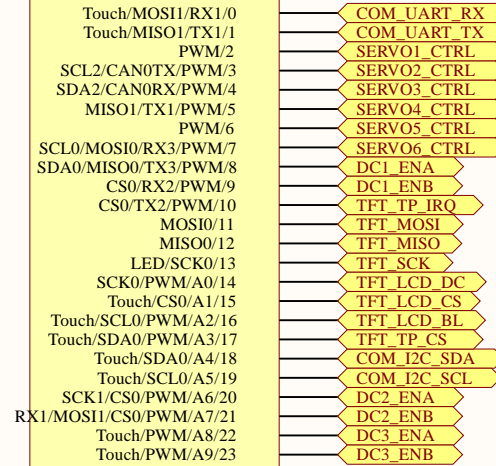 Touch/MOSI1/RX1/0 COM_UART_RX
Touch/MISO1/TX1/1 COM_UART_TX
PWM/2 SERVO1_CTRL
SCL2/CAN0TX/PWM/3 SERVO2_CTRL
SDA2/CAN0RX/PWM/4 SERVO3_CTRL
MISO1/TX1/PWM/5 SERVO4_CTRL
PWM/6 SERVO5_CTRL
SCL0/MOSI0/RX3/PWM/7 SERVO6_CTRL
SDA0/MISO0/TX3/PWM/8 DC1_ENA
CS0/RX2/PWM/9 DC1_ENB
CS0/TX2/PWM/10 TFT_TP_IRQ
MOSI0/11 TFT_MOSI
MISO0/12 TFT_MISO
LED/SCK0/13 TFT_SCK
SCK0/PWM/A0/14 TFT_LCD_DC
Touch/CS0/A1/15 TFT_LCD_CS
Touch/SCL0/PWM/A2/16 TFT_LCD_BL
Touch/SDA0/PWM/A3/17 TFT_TP_CS
Touch/SDA0/A4/18 COM_I2C_SDA
Touch/SCL0/A5/19 COM_I2C_SCL
SCK1/CS0/PWM/A6/20 DC2_ENA
RX1/MOSI1/CS0/PWM/A7/21 DC2_ENB
Touch/PWM/A8/22 DC3_ENA
Touch/PWM/A9/23 DC3_ENB